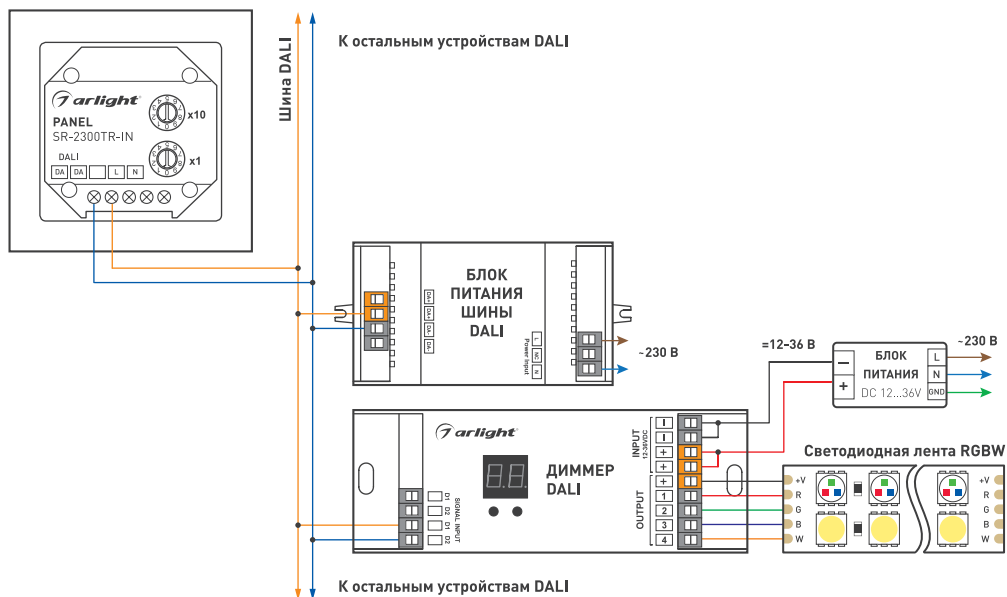 К остальным устройствам DALI
Шина DALI
arlight
PANEL
SR-2300TR-IN
x10
x1
DALI
DA DA L N
БЛОК
ПИТАНИЯ
ШИНЫ
DALI
DA+
DA+
DA-
DA-
L
NC
N
Power Input
~230 В
=12-36 В
БЛОК
ПИТАНИЯ
DC 12...36V
+
L
N
GND
~230 В
arlight
ДИММЕР
DALI
D1
D2
D1
D2
SIGNAL INPUT
INPUT
12-36VDC
+
+
+
OUTPUT
1
2
3
4
Светодиодная лента RGBW
+V
R
G
B
W
+V
R
G
B
W
К остальным устройствам DALI